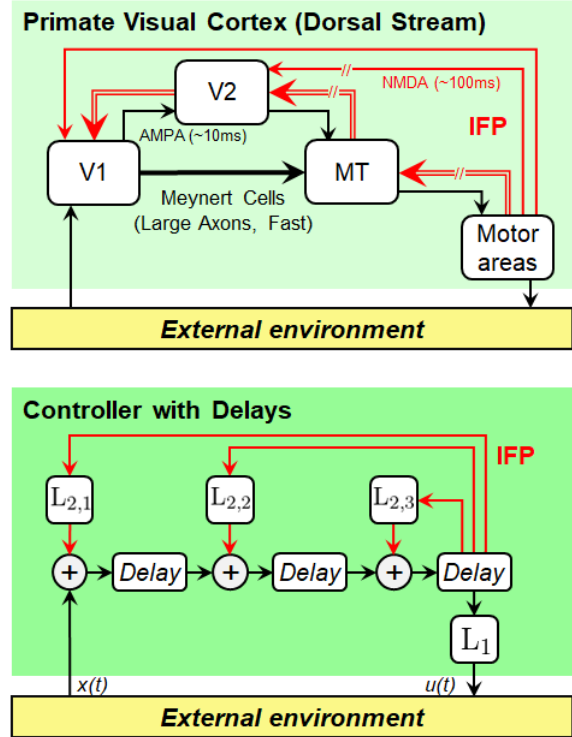 Primate Visual Cortex (Dorsal Stream)
V2
NMDA (~100ms)
IFP
AMPA (~10ms)
V1
MT
Meynert Cells
(Large Axons, Fast)
Motor
areas
External environment
Controller with Delays
IFP
L2,1
L2,2
L2,3
+
Delay
+
Delay
+
Delay
L1
x(t)
u(t)
External environment